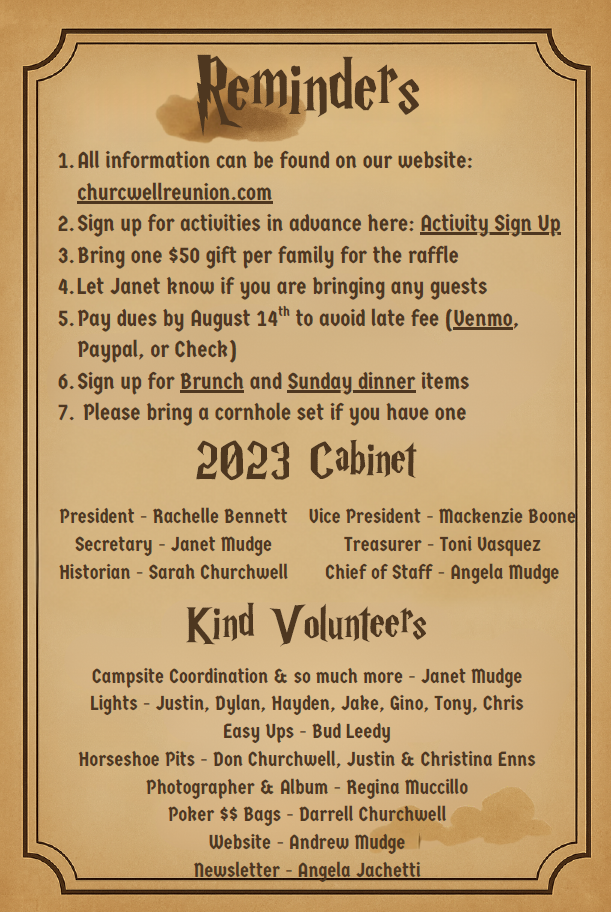 Reminders
1. All information can be found on our website:
churcwellreunion.com
2. Sign up for activities in advance here: Activity Sign Up
3. Bring one $50 gift per family for the raffle
4. Let Janet know if you are bringing any guests
5. Pay dues by August 14th to avoid late fee (Venmo,
Paypal, or Check)
6. Sign up for Brunch and Sunday dinner items
7. Please bring a cornhole set if you have one
2023 Cabinet
President - Rachelle Bennett Vice President - Mackenzie Boone
Secretary - Janet Mudge Treasurer - Toni Vasquez
Historian - Sarah Churchwell Chief of Staff - Angela Mudge
Kind Volunteers
Campsite Coordination & so much more - Janet Mudge
Lights - Justin, Dylan, Hayden, Jake, Gino, Tony, Chris
Easy Ups - Bud Leedy
Horseshoe Pits - Don Churchwell, Justin & Christina Enns
Photographer & Album - Regina Muccillo
Poker $$ Bags - Darrell Churchwell
Website - Andrew Mudge
Newsletter - Angela Jachetti